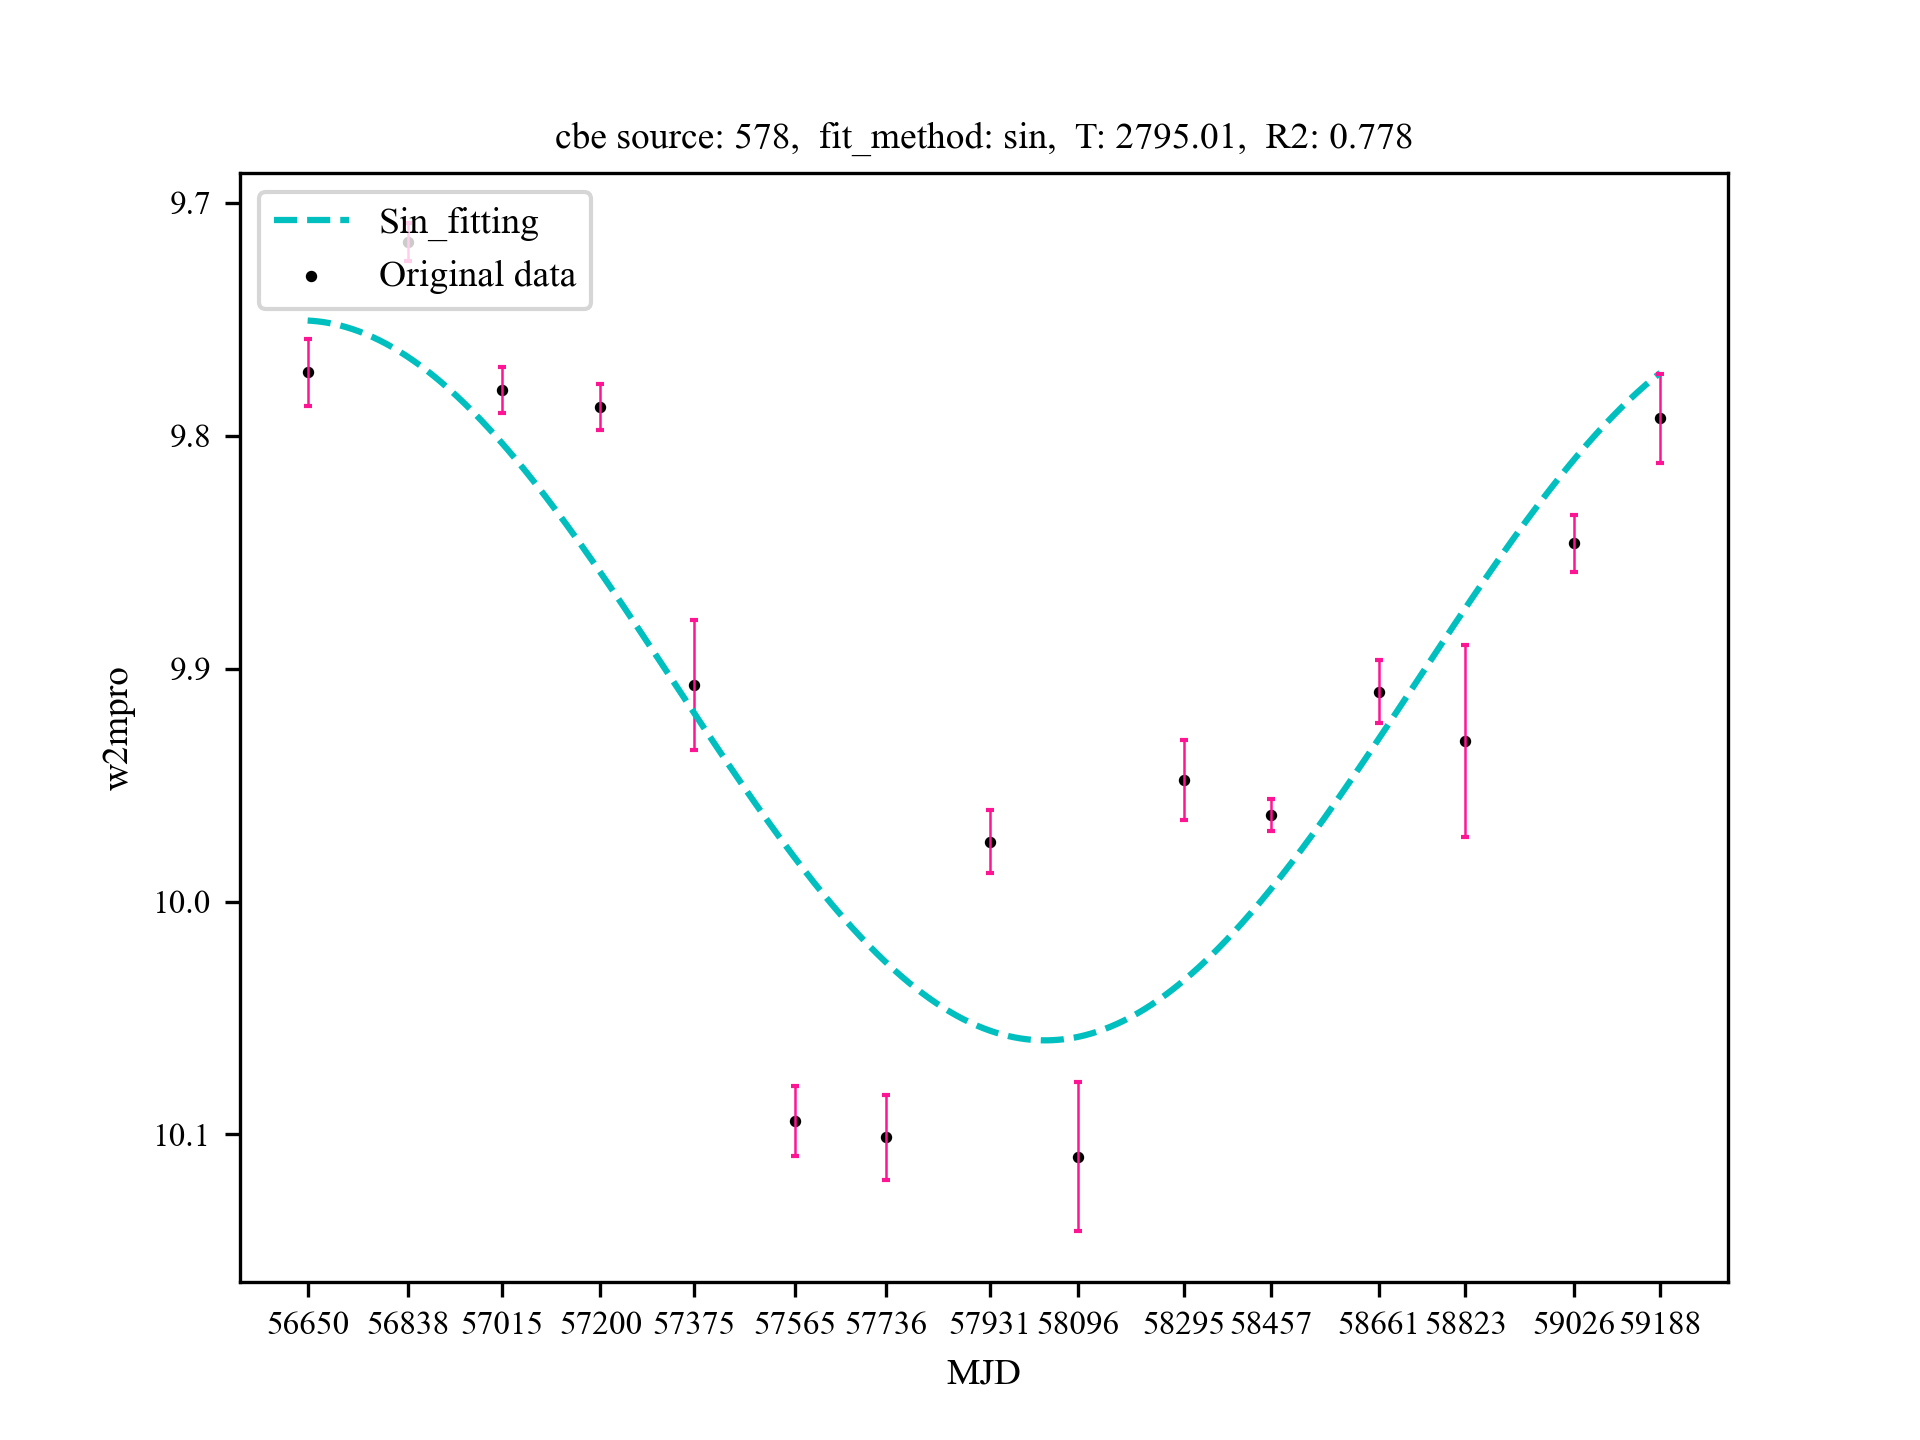 cbe source: 578,  fit_method: sin,  T: 2795.01,  R2: 0.778
Sin_fitting
Original data
9.7
9.8
9.9
10.0
10.1
w2mpro
56650 56838 57015 57200 57375 57565 57736 57931 58096 58295 58457 58661 58823 59026 59188
MJD